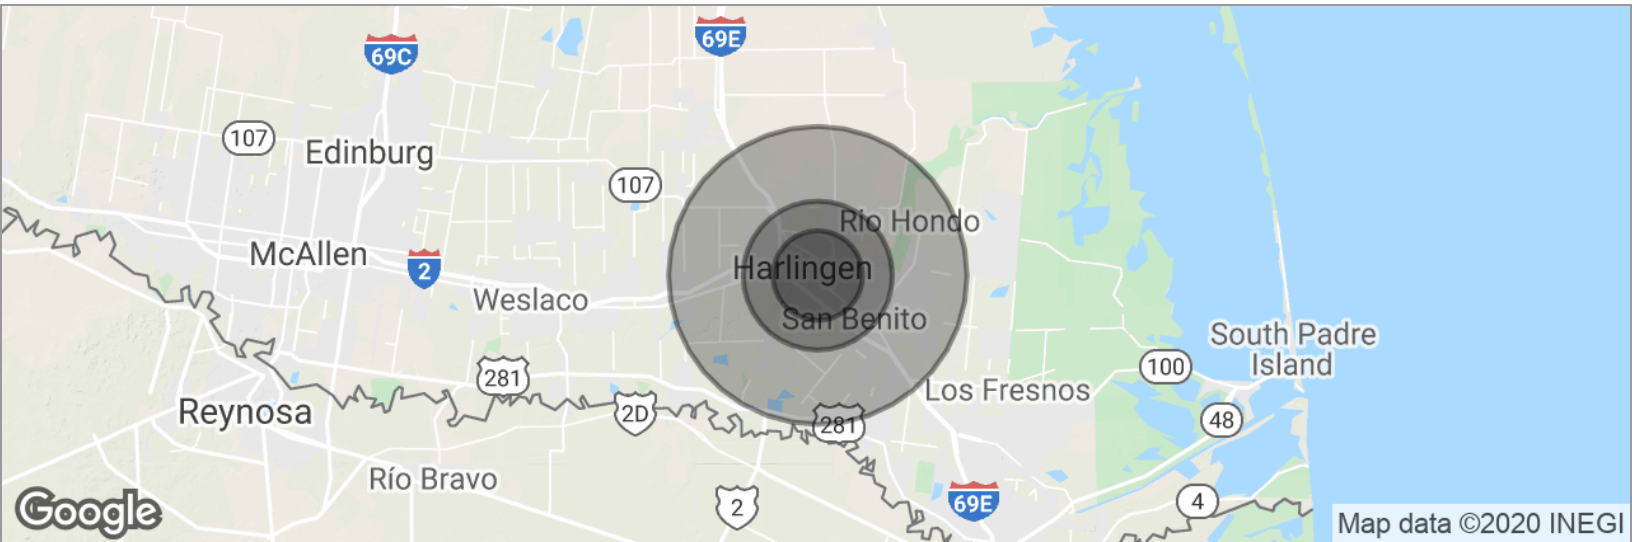 69C
69E
107
Edinburg
107
Rio Hondo
McAllen
2
Harlingen
Weslaco
San Benito
South Padre
Island
100
281
Los Fresnos
Reynosa
2D
281
48
Río Bravo
2
69E
4
Google
Map data ©2020 INEGI